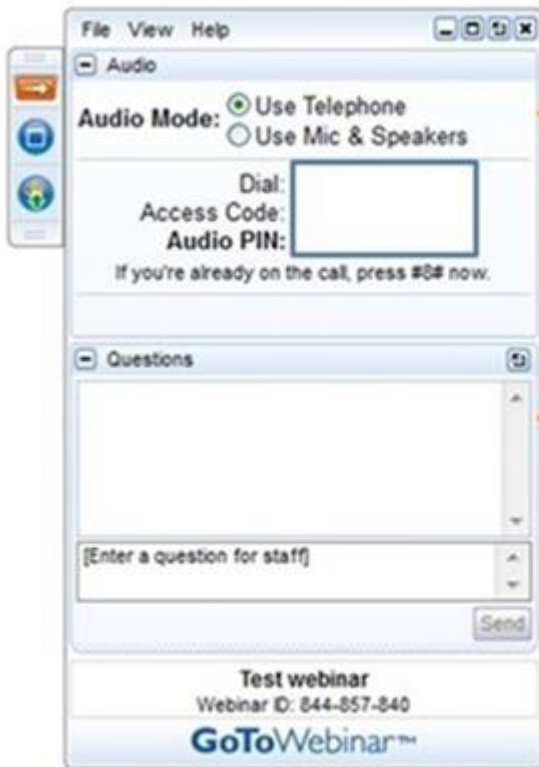 File View Help
Audio
Audio Mode: Use Telephone
Use Mic & Speakers
Dial:
Access Code:
Audio PIN:
If you're already on the call, press #8# now.
Questions
[Enter a question for staff]
Send
Test webinar
Webinar ID: 844-857-840
GoToWebinar™